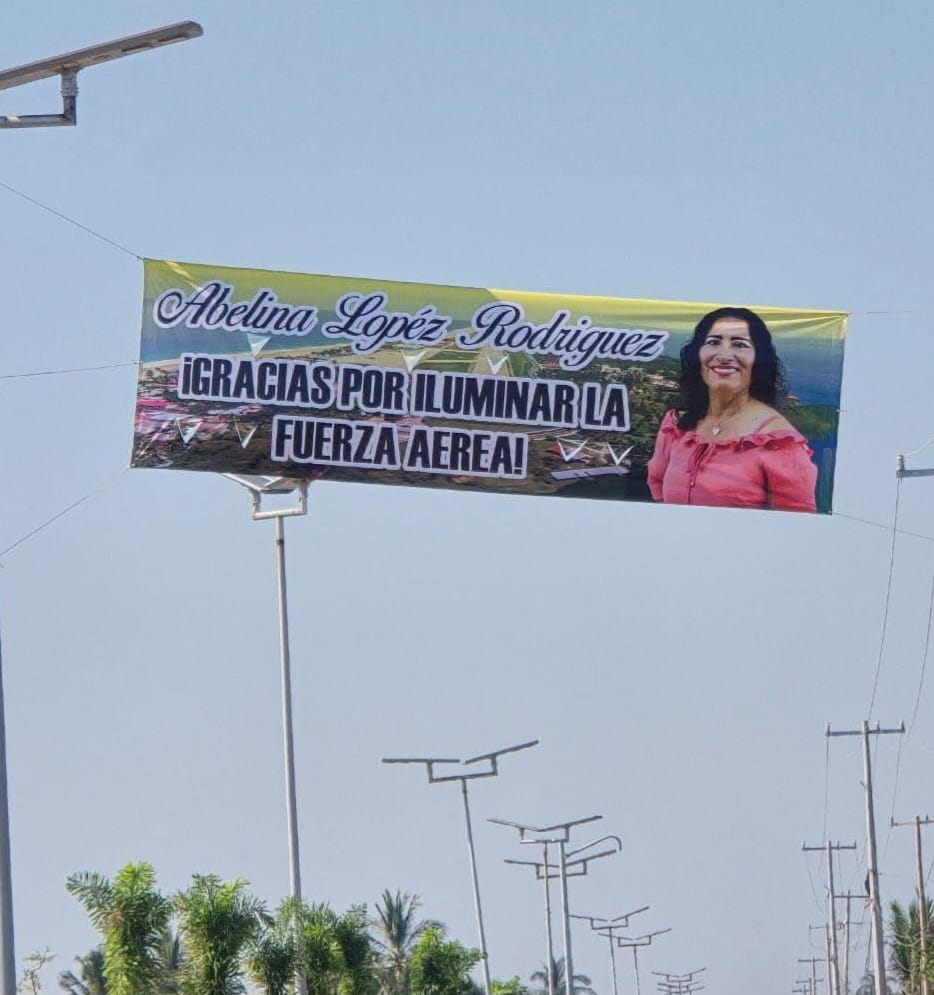 Abelina Lopéz Rodriguez
¡GRACIAS POR ILUMINAR LA
FUERZA AEREA!